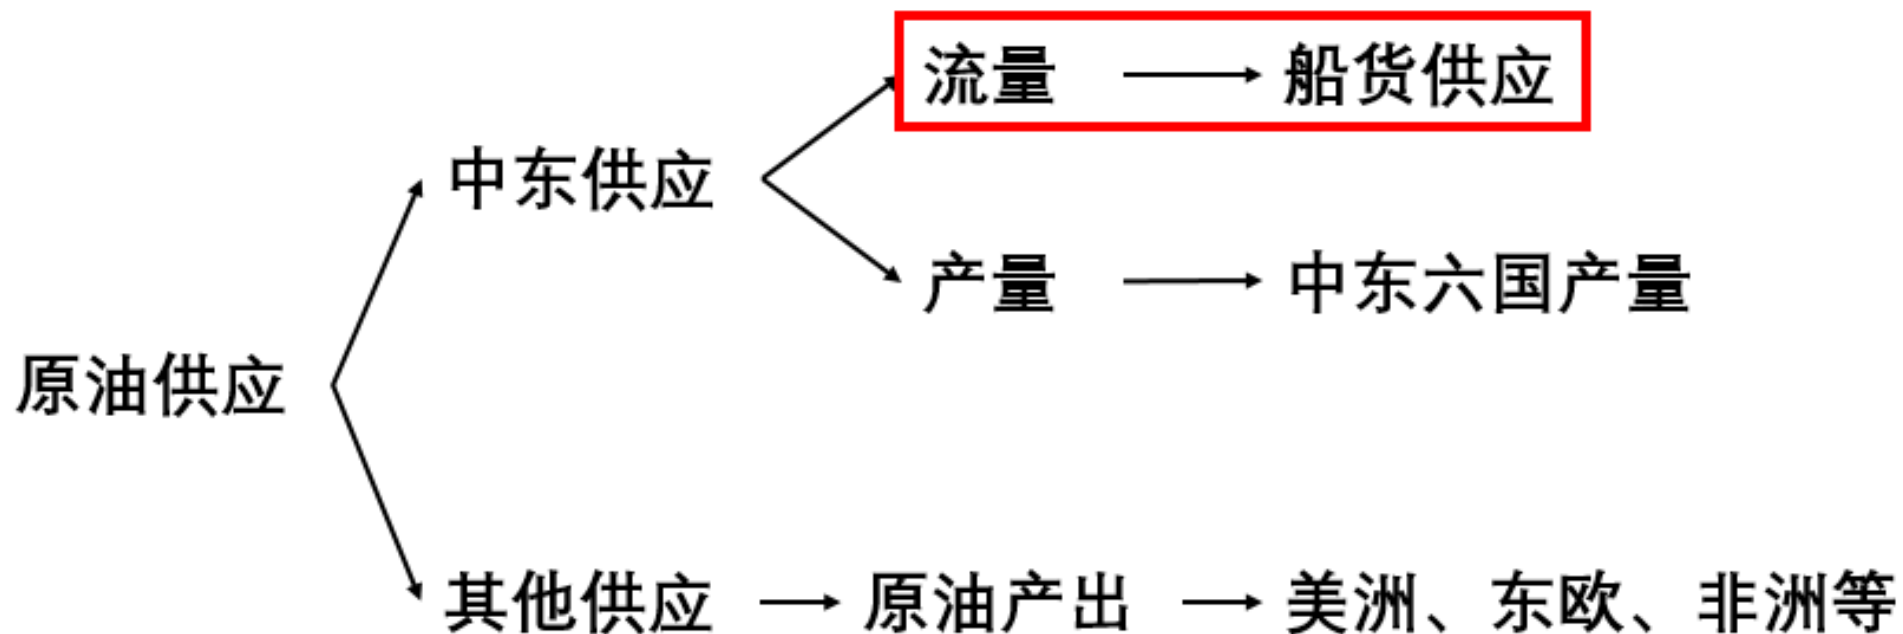 流量 船货供应
中东供应
产量 中东六国产量
原油供应
其他供应 原油产出 美洲、东欧、非洲等